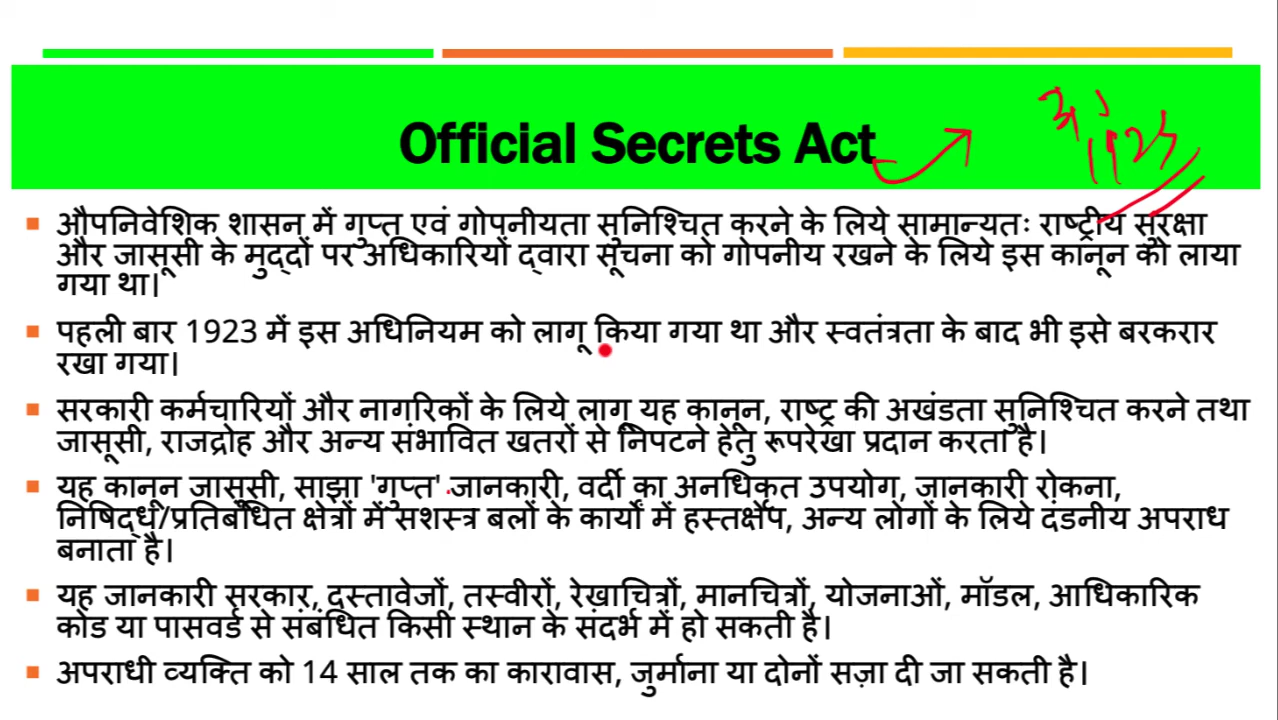 Official Secrets Act
1923
औपनिवेशिक शासन में गुप्त एवं गोपनीयता सुनिश्चित करने के लिये सामान्यतः राष्ट्रीय सुरक्षा
और जासूसी के मुद्दों पर अधिकारियों द्वारा सूचना को गोपनीय रखने के लिये इस कानून को लाया
गया था।
पहली बार 1923 में इस अधिनियम को लागू किया गया था और स्वतंत्रता के बाद भी इसे बरकरार
रखा गया।
सरकारी कर्मचारियों और नागरिकों के लिये लागू यह कानून, राष्ट्र की अखंडता सुनिश्चित करने तथा
जासूसी, राजद्रोह और अन्य संभावित खतरों से निपटने हेतु रूपरेखा प्रदान करता है।
यह कानून जासूसी, साझा 'गुप्त' जानकारी, वर्दी का अनधिकृत उपयोग, जानकारी रोकना,
निषिद्ध/प्रतिबंधित क्षेत्रों में सशस्त्र बलों के कार्यों में हस्तक्षेप, अन्य लोगों के लिये दंडनीय अपराध
बनाता है।
यह जानकारी सरकार, दस्तावेजों, तस्वीरों, रेखाचित्रों, मानचित्रों, योजनाओं, मॉडल, आधिकारिक
कोड या पासवर्ड से संबंधित किसी स्थान के संदर्भ में हो सकती है।
अपराधी व्यक्ति को 14 साल तक का कारावास, जुर्माना या दोनों सज़ा दी जा सकती है।